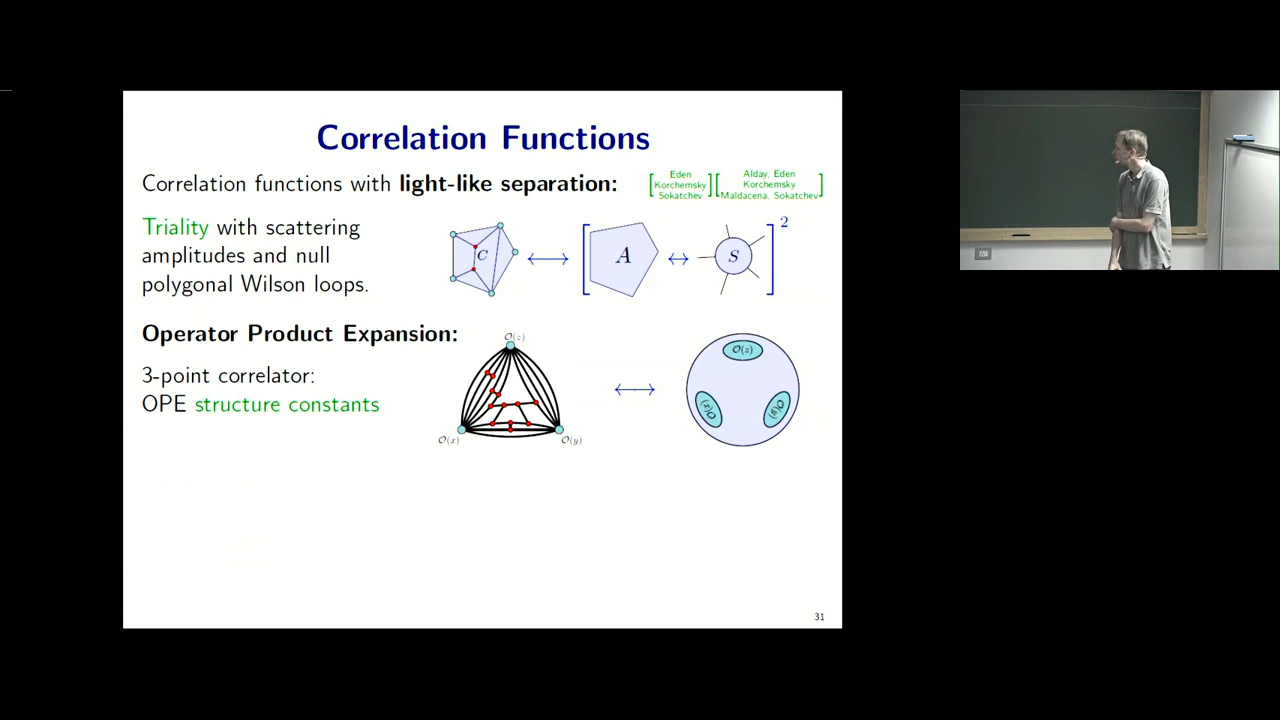 Correlation Functions
Correlation functions with light-like separation:
[Eden
Korchemsky
Sokatchev]
[Alday, Eden
Korchemsky
Maldacena, Sokatchev]
Triality with scattering
amplitudes and null
polygonal Wilson loops.
C ⟷ [A ↔ S]²
Operator Product Expansion:
3-point correlator:
OPE structure constants
O(z)
O(x)
O(y)
⟷
O(z)
O(x)
O(y)
31